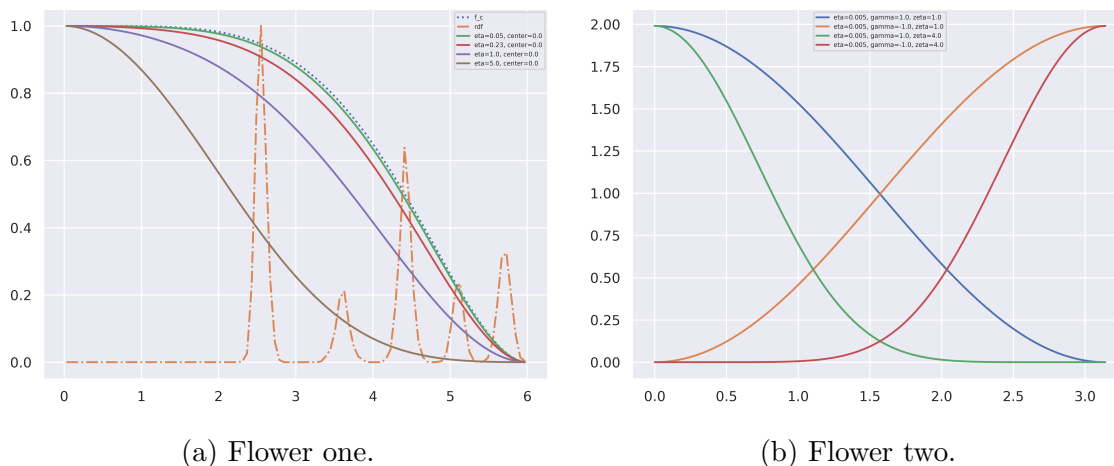 1.0
0.8
0.6
0.4
0.2
0.0
0 1 2 3 4 5 6
f_c
rdf
eta=0.05, center=0.0
eta=0.23, center=0.0
eta=1.0, center=0.0
eta=5.0, center=0.0
(a) Flower one.
2.00
1.75
1.50
1.25
1.00
0.75
0.50
0.25
0.00
0.0 0.5 1.0 1.5 2.0 2.5 3.0
eta=0.005, gamma=1.0, zeta=1.0
eta=0.005, gamma=-1.0, zeta=1.0
eta=0.005, gamma=1.0, zeta=4.0
eta=0.005, gamma=-1.0, zeta=4.0
(b) Flower two.